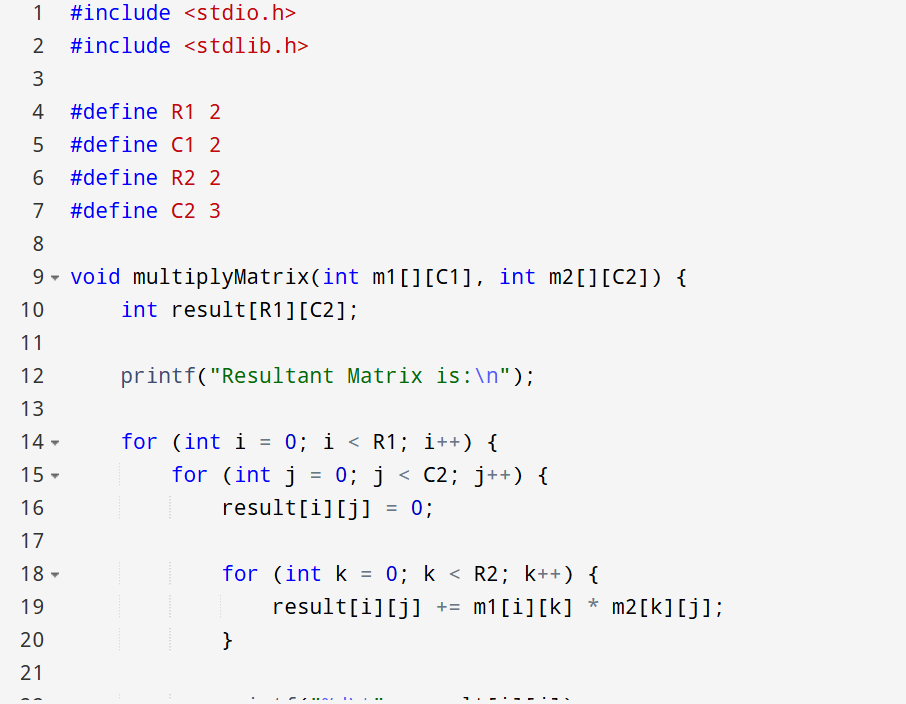 1 #include <stdio.h>
2 #include <stdlib.h>
3
4 #define R1 2
5 #define C1 2
6 #define R2 2
7 #define C2 3
8
9 void multiplyMatrix(int m1[][C1], int m2[][C2]) {
10     int result[R1][C2];
11
12     printf("Resultant Matrix is:\n");
13
14     for (int i = 0; i < R1; i++) {
15         for (int j = 0; j < C2; j++) {
16             result[i][j] = 0;
17
18             for (int k = 0; k < R2; k++) {
19                 result[i][j] += m1[i][k] * m2[k][j];
20             }
21